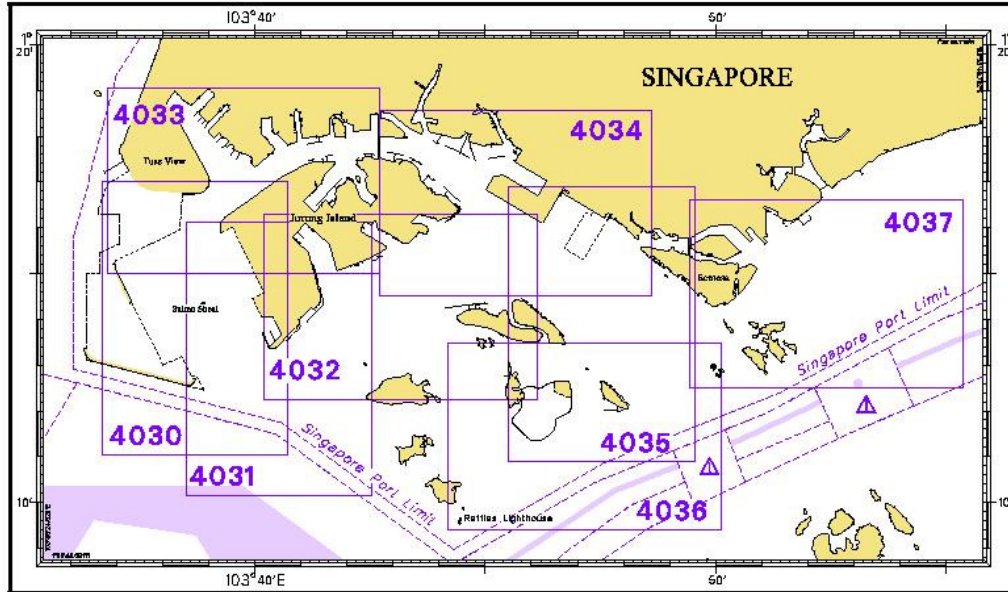 103°40'
50'
1°
20'
1°
20'
SINGAPORE
4033
4034
Tuas View
Jurong Island
4037
Sentosa
Sultan Shoal
Singapore Port Limit
4032
4030
4035
4031
Singapore Port Limit
4036
10'
10'
Raffles Lighthouse
103°40'E
50'